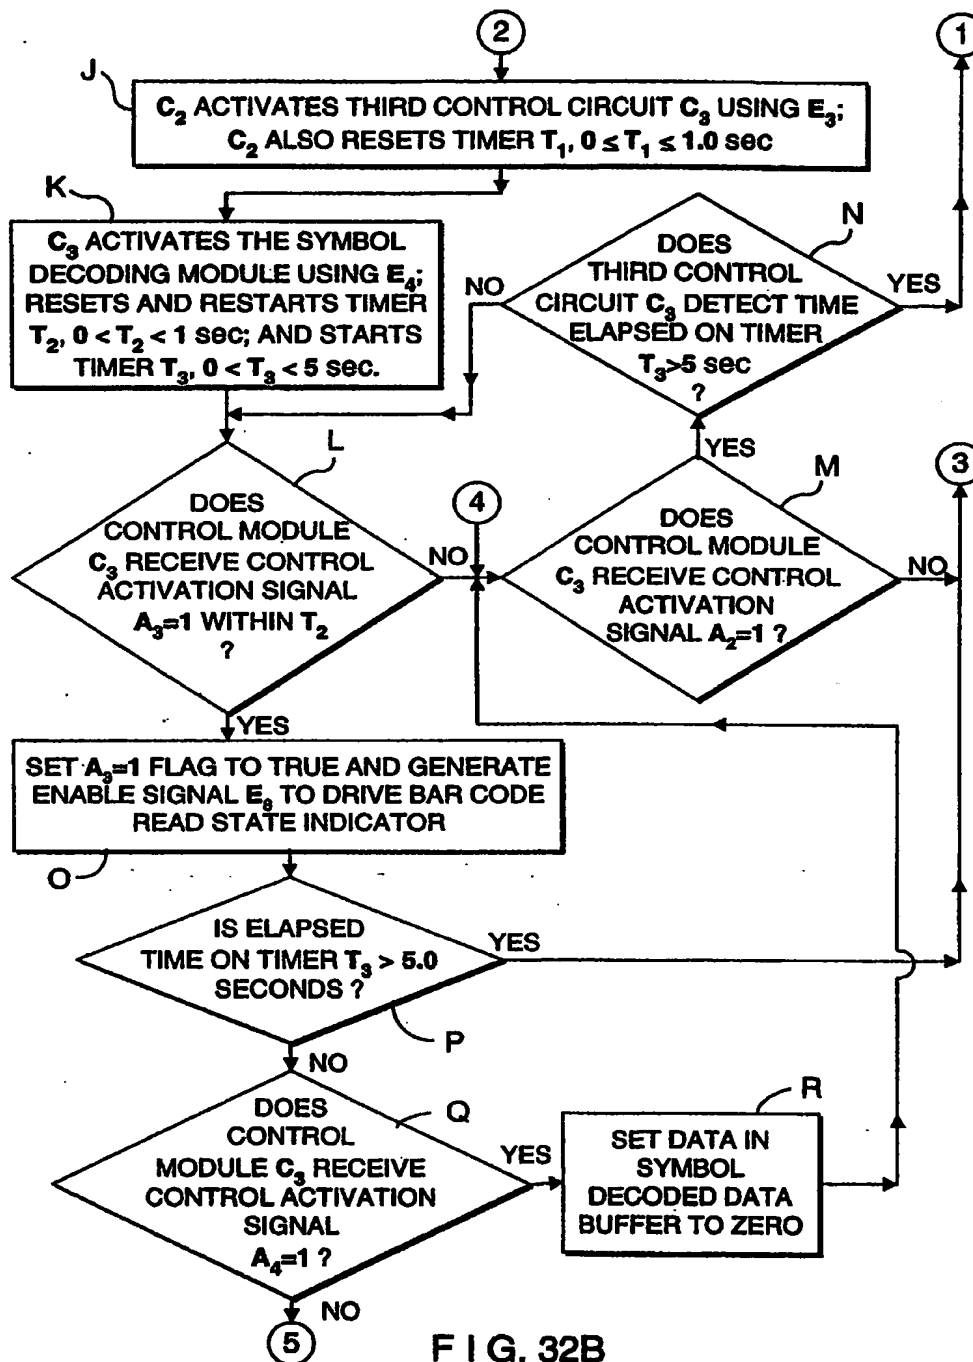 2
1
J
C2 ACTIVATES THIRD CONTROL CIRCUIT C3 USING E3;
C2 ALSO RESETS TIMER T1, 0 ≤ T1 ≤ 1.0 sec
K
C3 ACTIVATES THE SYMBOL
DECODING MODULE USING E4;
RESETS AND RESTARTS TIMER
T2, 0 < T2 < 1 sec; AND STARTS
TIMER T3, 0 < T3 < 5 sec.
N
DOES
THIRD CONTROL
CIRCUIT C3 DETECT TIME
ELAPSED ON TIMER
T3>5 sec
?
NO
YES
L
DOES
CONTROL MODULE
C3 RECEIVE CONTROL
ACTIVATION SIGNAL
A3=1 WITHIN T2
?
NO
YES
4
YES
M
3
DOES
CONTROL MODULE
C3 RECEIVE CONTROL
ACTIVATION
SIGNAL A2=1 ?
NO
SET A3=1 FLAG TO TRUE AND GENERATE
ENABLE SIGNAL E6 TO DRIVE BAR CODE
READ STATE INDICATOR
O
IS ELAPSED
TIME ON TIMER T3 > 5.0
SECONDS ?
YES
P
NO
DOES
CONTROL
MODULE C3 RECEIVE
CONTROL ACTIVATION
SIGNAL
A4=1 ?
Q
YES
R
SET DATA IN
SYMBOL
DECODED DATA
BUFFER TO ZERO
NO
5
FIG. 32B